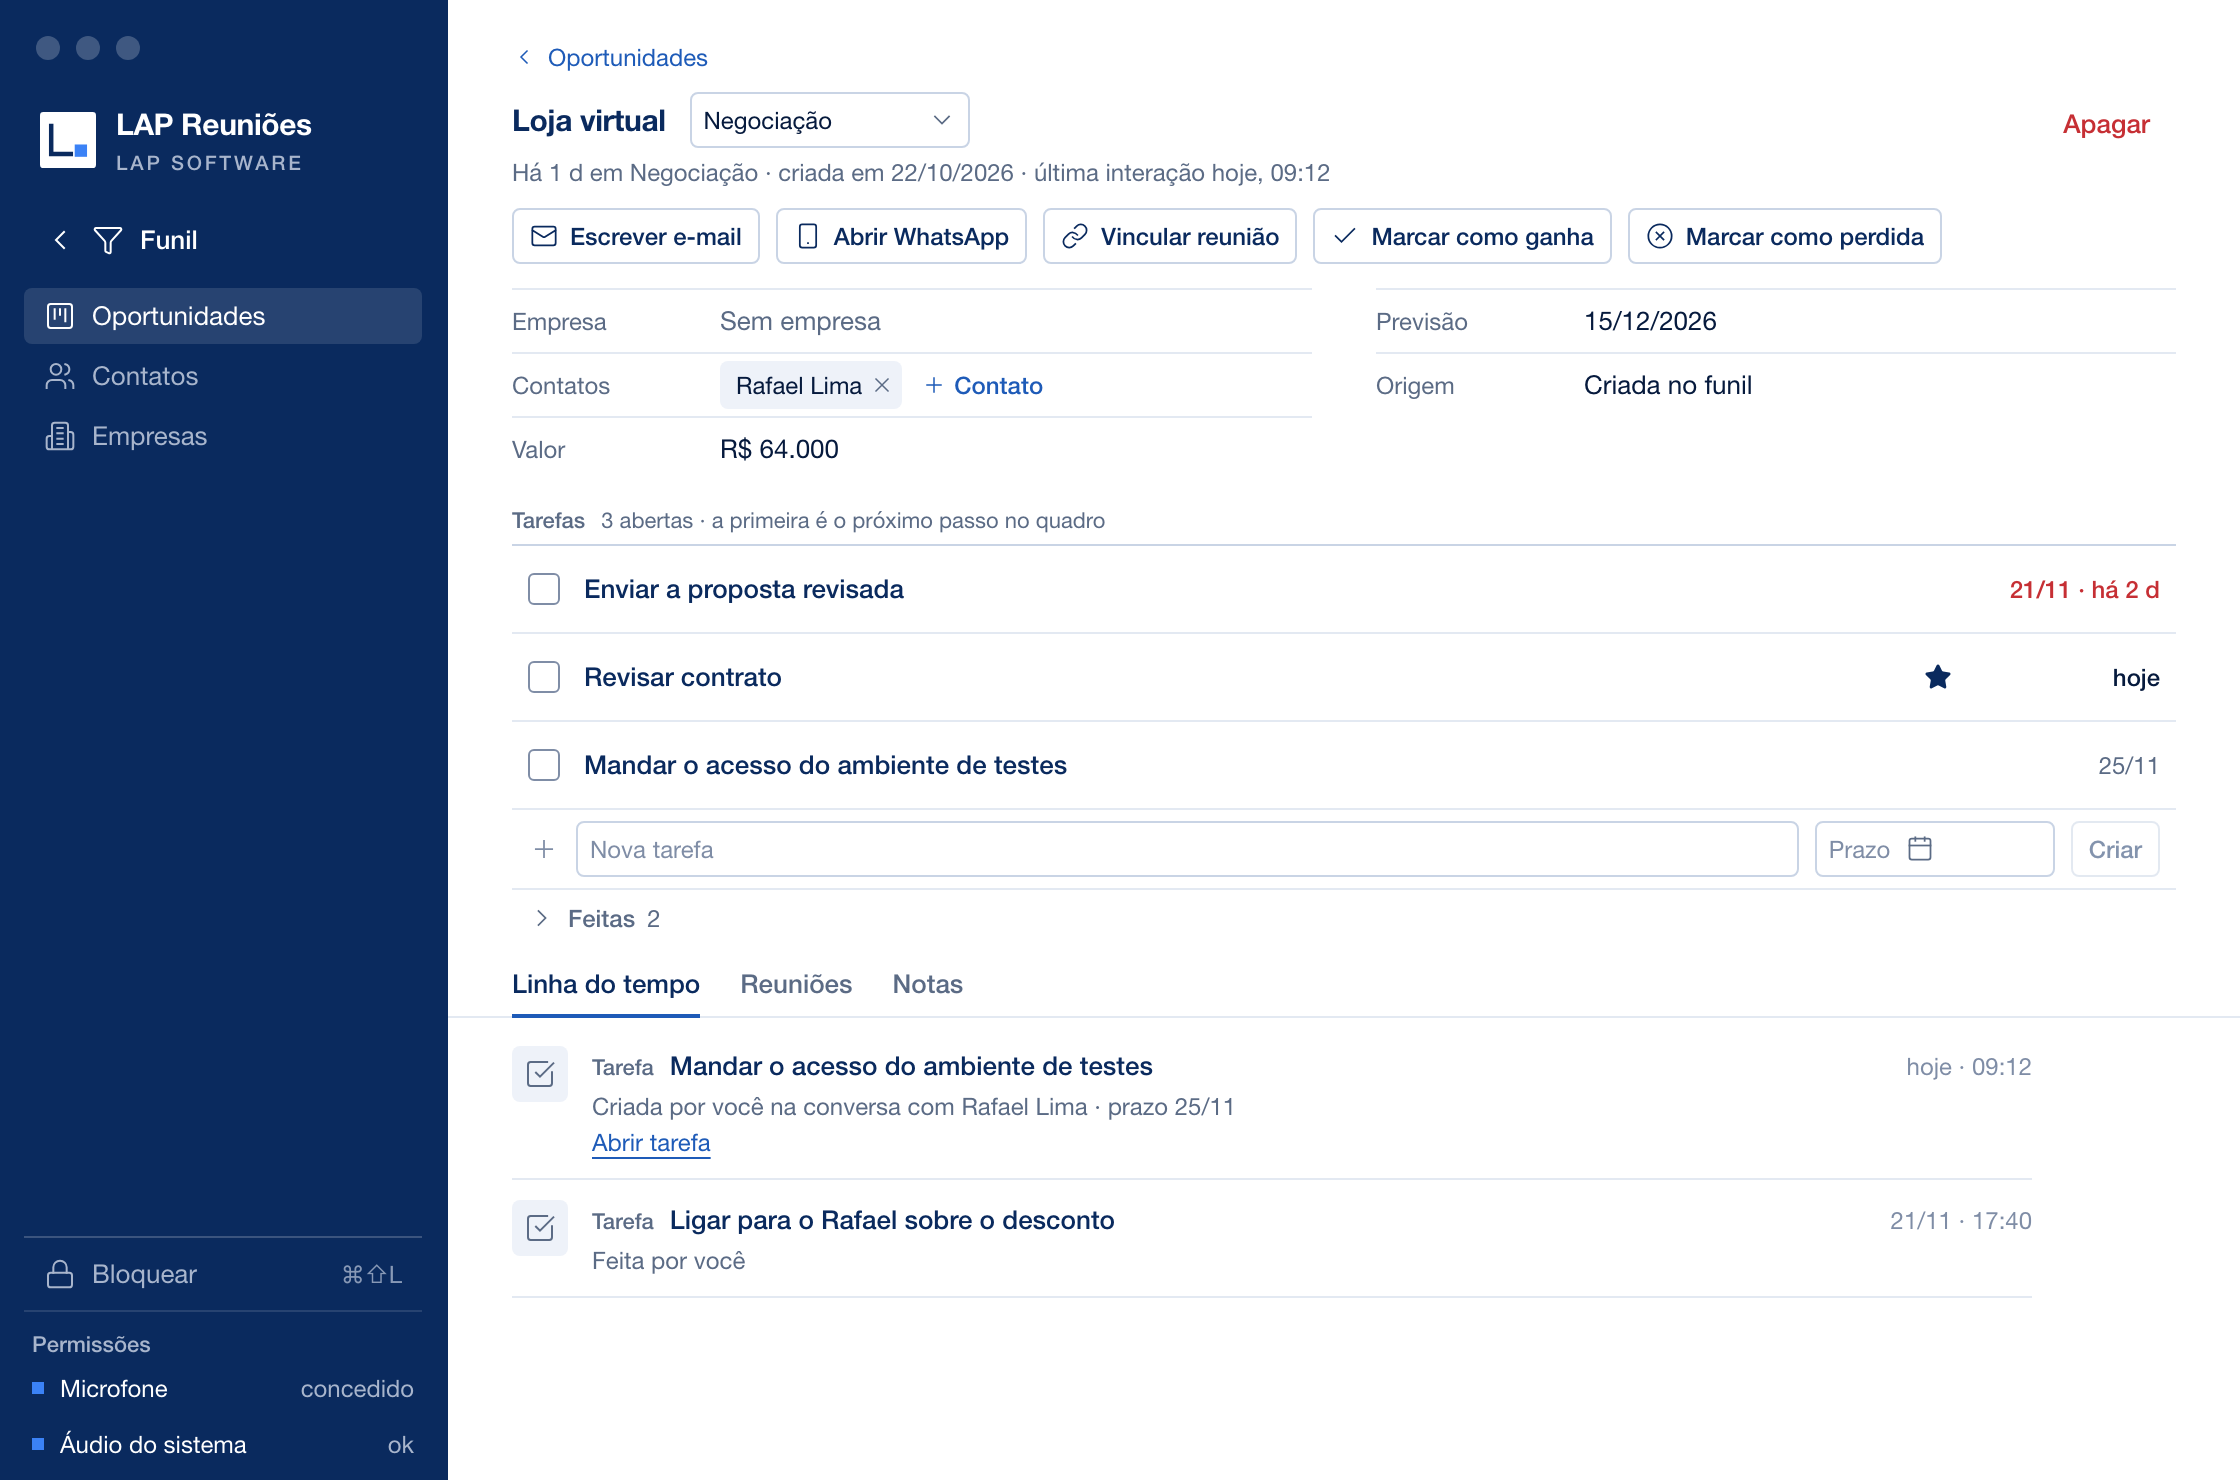 LAP Reuniões
LAP SOFTWARE
Funil
Oportunidades
Contatos
Empresas
Bloquear ⌘⇧L
Permissões
Microfone concedido
Áudio do sistema ok
Oportunidades
Loja virtual Negociação Apagar
Há 1 d em Negociação · criada em 22/10/2026 · última interação hoje, 09:12
Escrever e-mail Abrir WhatsApp Vincular reunião Marcar como ganha Marcar como perdida
Empresa Sem empresa Previsão 15/12/2026
Contatos Rafael Lima × + Contato Origem Criada no funil
Valor R$ 64.000
Tarefas 3 abertas · a primeira é o próximo passo no quadro
Enviar a proposta revisada 21/11 · há 2 d
Revisar contrato hoje
Mandar o acesso do ambiente de testes 25/11
+ Nova tarefa Prazo Criar
Feitas 2
Linha do tempo Reuniões Notas
Tarefa Mandar o acesso do ambiente de testes hoje · 09:12
Criada por você na conversa com Rafael Lima · prazo 25/11
Abrir tarefa
Tarefa Ligar para o Rafael sobre o desconto 21/11 · 17:40
Feita por você